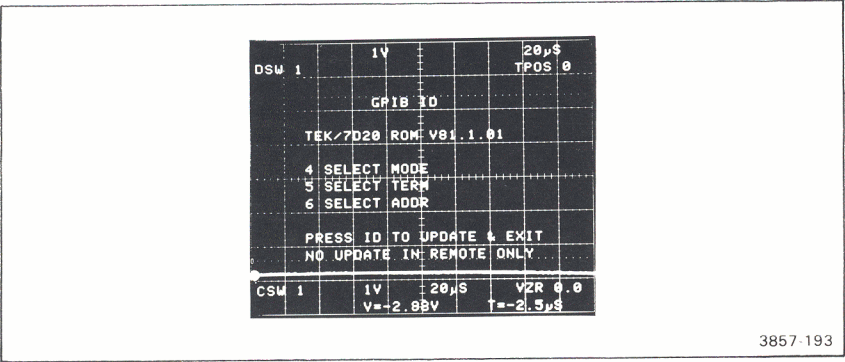 1V 20µS
DSW 1 TPOS 0
GPIB ID
TEK/7D20 ROM V81.1.01
4 SELECT MODE
5 SELECT TERM
6 SELECT ADDR
PRESS ID TO UPDATE & EXIT
NO UPDATE IN REMOTE ONLY
CSW 1 1V 20µS VZR 0.0
V=-2.88V T=-2.5µS
3857-193